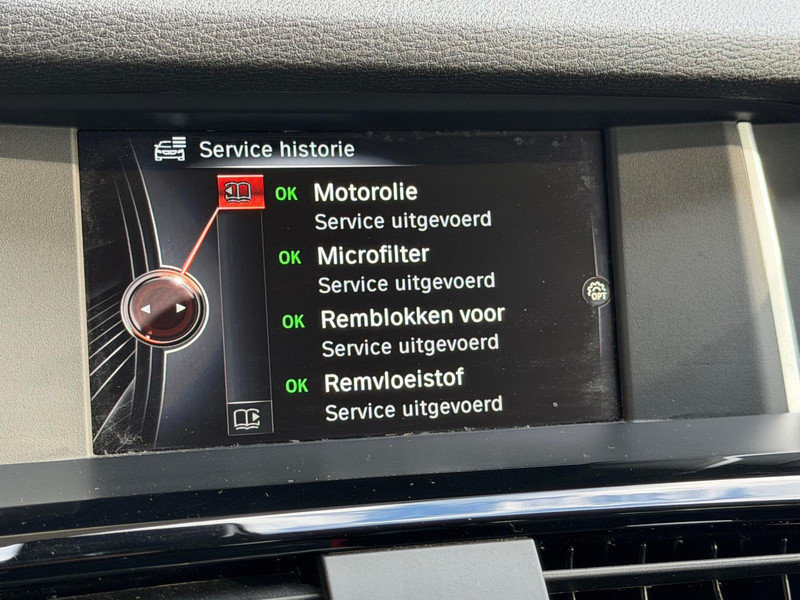 Service historie
OK Motorolie
Service uitgevoerd
OK Microfilter
Service uitgevoerd
OK Remblokken voor
Service uitgevoerd
OK Remvloeistof
Service uitgevoerd
OPT